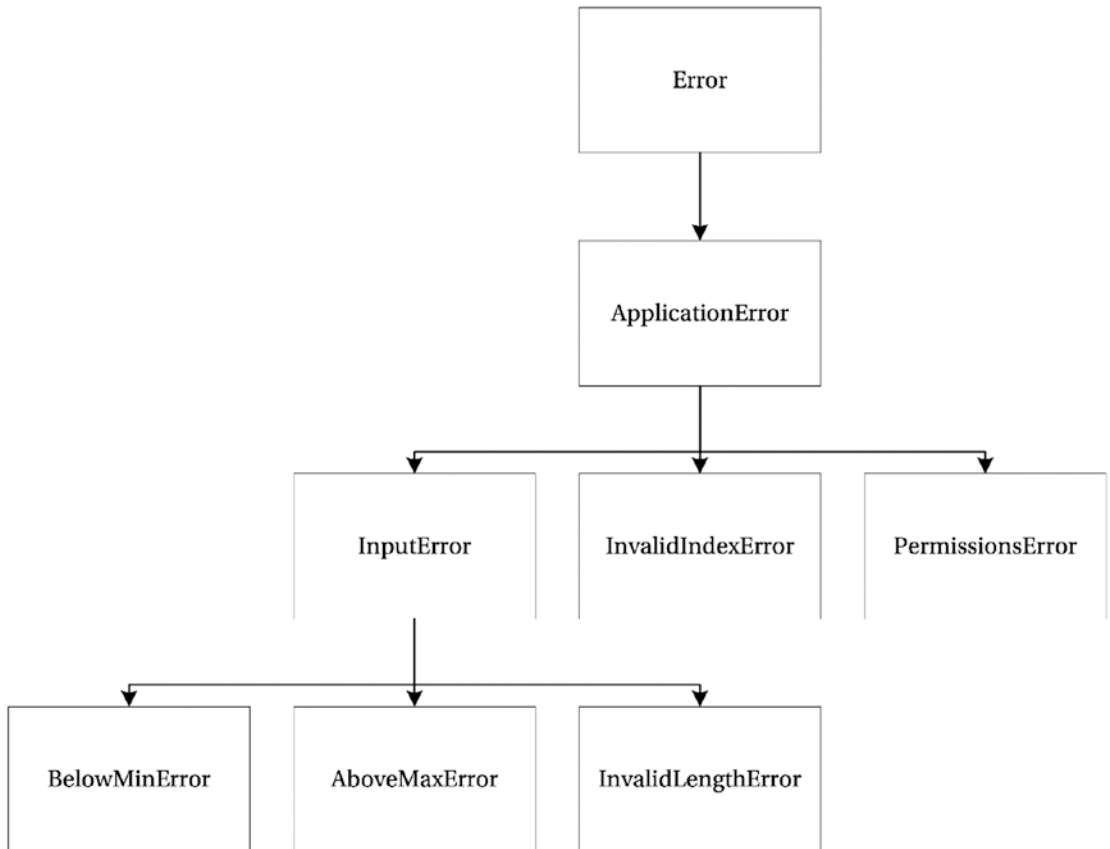 Error
ApplicationError
InputError
InvalidIndexError
PermissionsError
BelowMinError
AboveMaxError
InvalidLengthError